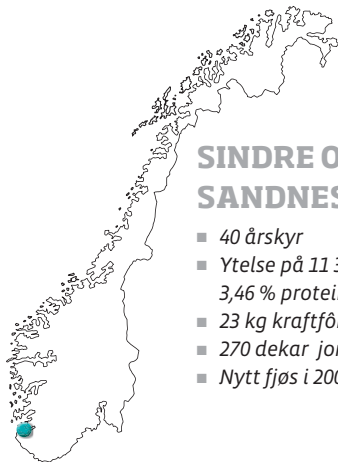 SINDRE O
SANDNES
40 årskyr
Ytelse på 11 3
3,46 % protei
23 kg kraftfô
270 dekar jo
Nytt fjøs i 200